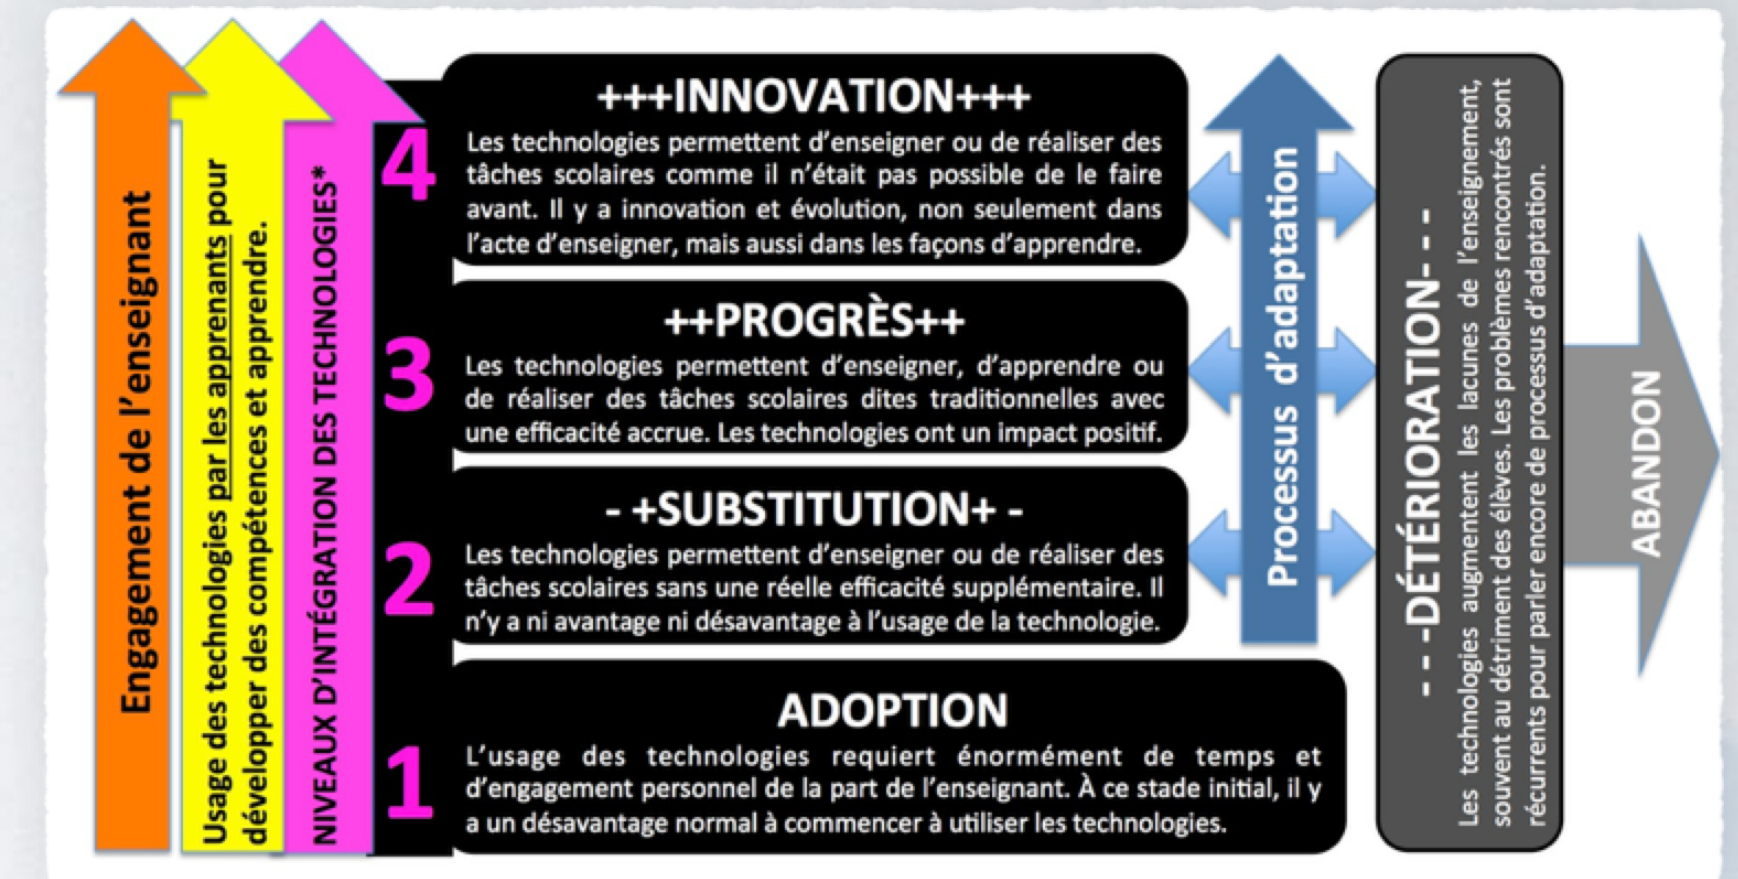 Engagement de l'enseignant
Usage des technologies par les apprenants pour
développer des compétences et apprendre.
NIVEAUX D'INTÉGRATION DES TECHNOLOGIES*
4
+++INNOVATION+++
Les technologies permettent d'enseigner ou de réaliser des
tâches scolaires comme il n'était pas possible de le faire
avant. Il y a innovation et évolution, non seulement dans
l'acte d'enseigner, mais aussi dans les façons d'apprendre.
3
++PROGRÈS++
Les technologies permettent d'enseigner, d'apprendre ou
de réaliser des tâches scolaires dites traditionnelles avec
une efficacité accrue. Les technologies ont un impact positif.
2
- +SUBSTITUTION+ -
Les technologies permettent d'enseigner ou de réaliser des
tâches scolaires sans une réelle efficacité supplémentaire. Il
n'y a ni avantage ni désavantage à l'usage de la technologie.
1
ADOPTION
L'usage des technologies requiert énormément de temps et
d'engagement personnel de la part de l'enseignant. À ce stade initial, il y
a un désavantage normal à commencer à utiliser les technologies.
Processus d'adaptation
- - -DÉTÉRIORATION- - -
Les technologies augmentent les lacunes de l'enseignement,
souvent au détriment des élèves. Les problèmes rencontrés sont
récurrents pour parler encore de processus d'adaptation.
ABANDON